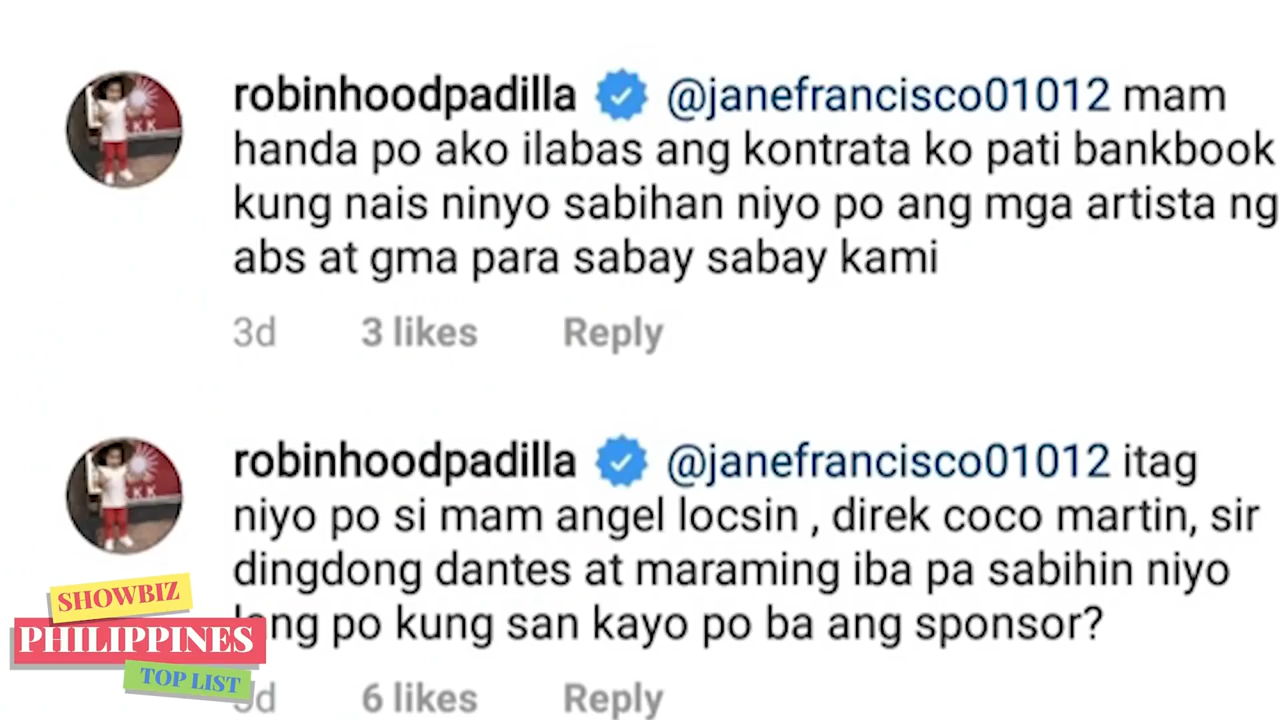 robinhoodpadilla @janefrancisco01012 mam
handa po ako ilabas ang kontrata ko pati bankbook
kung nais ninyo sabihan niyo po ang mga artista ng
abs at gma para sabay sabay kami
3d 3 likes Reply
robinhoodpadilla @janefrancisco01012 itag
niyo po si mam angel locsin , direk coco martin, sir
dingdong dantes at maraming iba pa sabihin niyo
po kung san kayo po ba ang sponsor?
6 likes Reply
SHOWBIZ
PHILIPPINES
TOP LIST